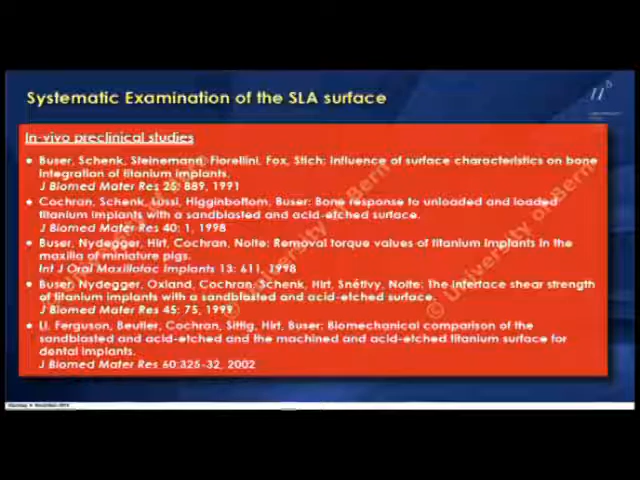 Systematic Examination of the SLA surface
u
b
In-vivo preclinical studies
• Buser, Schenk, Steinemann, Fiorellini, Fox, Stich: Influence of surface characteristics on bone
integration of titanium implants.
J Biomed Mater Res 25: 889, 1991
• Cochran, Schenk, Lussi, Higginbottom, Buser: Bone response to unloaded and loaded
titanium implants with a sandblasted and acid-etched surface.
J Biomed Mater Res 40: 1, 1998
• Buser, Nydegger, Hirt, Cochran, Nolte: Removal torque values of titanium implants in the
maxilla of miniature pigs.
Int J Oral Maxillofac Implants 13: 611, 1998
• Buser, Nydegger, Oxland, Cochran, Schenk, Hirt, Snétivy, Nolte: The interface shear strength
of titanium implants with a sandblasted and acid-etched surface.
J Biomed Mater Res 45: 75, 1999
• Li, Ferguson, Beutler, Cochran, Sittig, Hirt, Buser: Biomechanical comparison of the
sandblasted and acid-etched and the machined and acid-etched titanium surface for
dental implants.
J Biomed Mater Res 60:325-32, 2002
© University of Bern
© University of Bern